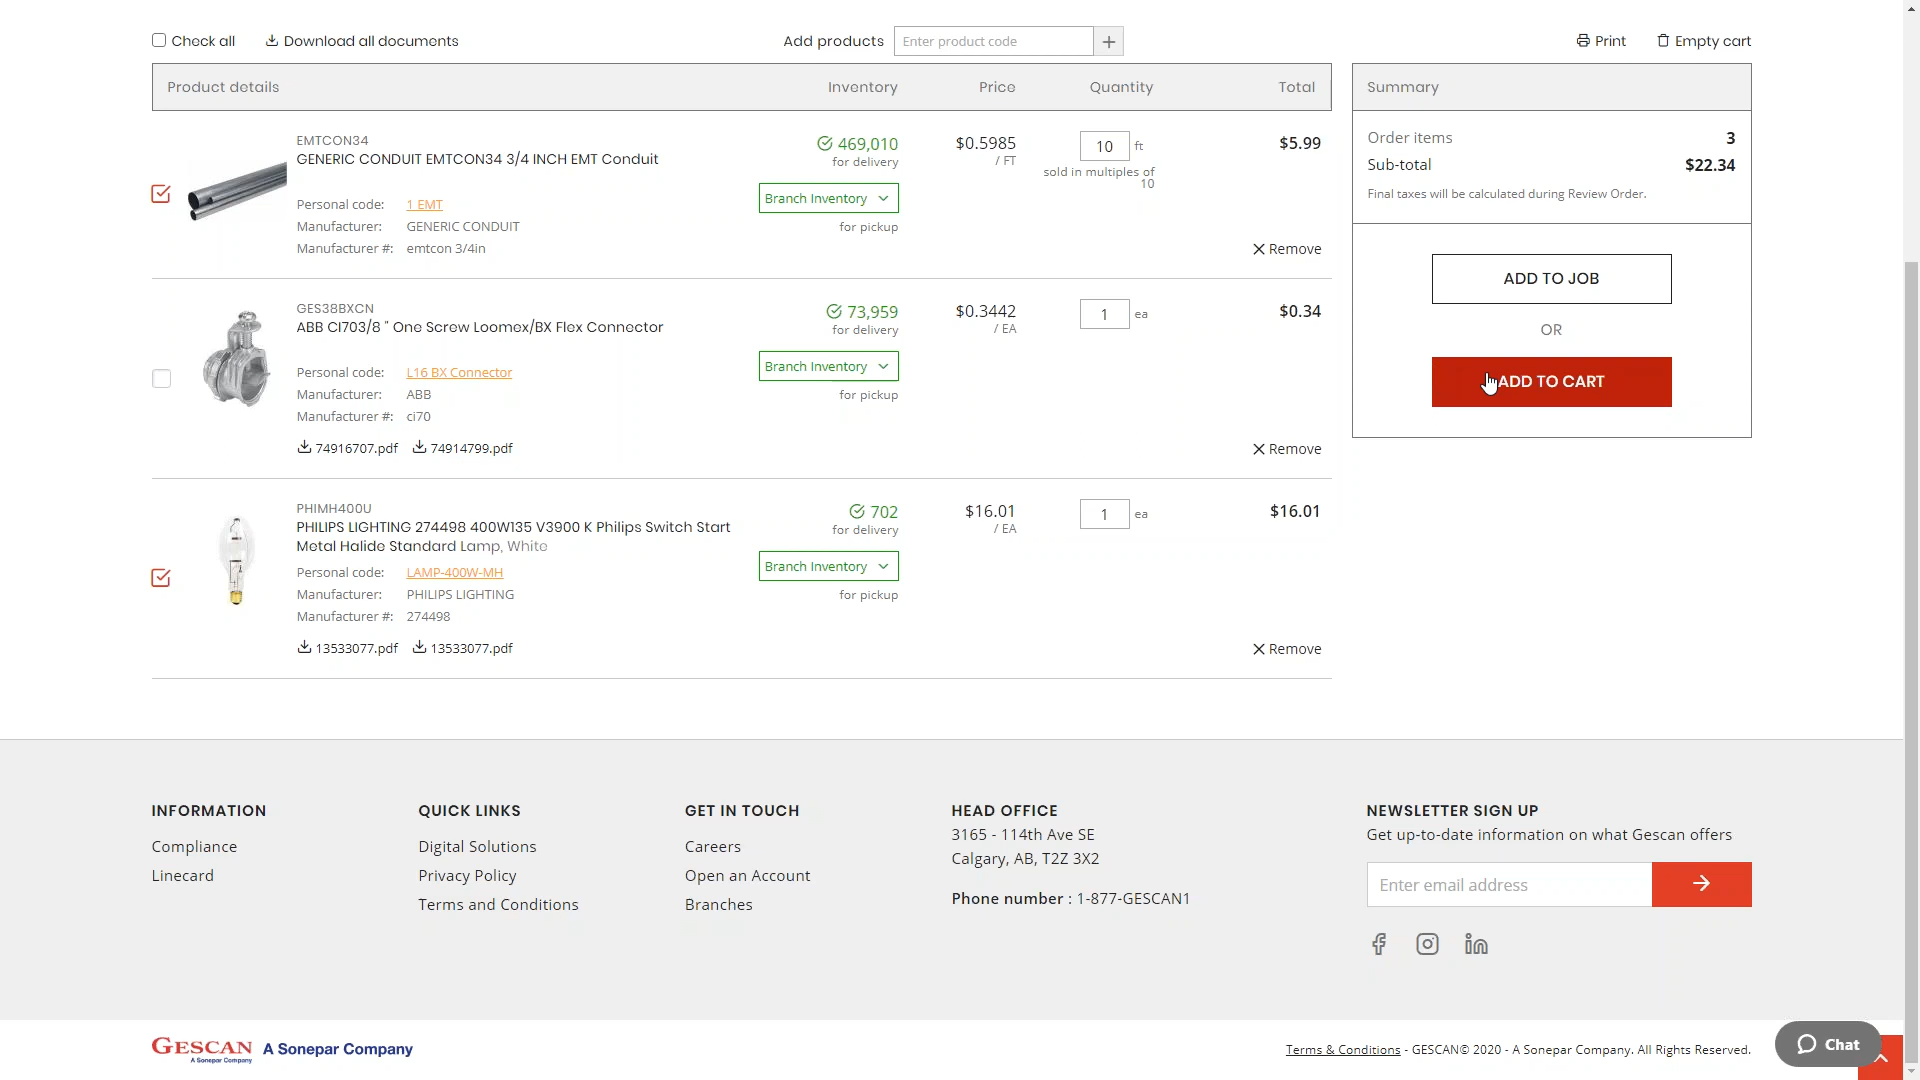 Check all
Download all documents
Add products
Enter product code
Print
Empty cart
Product details
Inventory
Price
Quantity
Total
EMTCON34
GENERIC CONDUIT EMTCON34 3/4 INCH EMT Conduit
Personal code: 1 EMT
Manufacturer: GENERIC CONDUIT
Manufacturer #: emtcon 3/4in
469,010
for delivery
Branch Inventory
for pickup
$0.5985
/ FT
10 ft
sold in multiples of
10
$5.99
Remove
GES38BXCN
ABB CI703/8 " One Screw Loomex/BX Flex Connector
Personal code: L16 BX Connector
Manufacturer: ABB
Manufacturer #: ci70
74916707.pdf 74914799.pdf
73,959
for delivery
Branch Inventory
for pickup
$0.3442
/ EA
1 ea
$0.34
Remove
PHIMH400U
PHILIPS LIGHTING 274498 400W135 V3900 K Philips Switch Start
Metal Halide Standard Lamp, White
Personal code: LAMP-400W-MH
Manufacturer: PHILIPS LIGHTING
Manufacturer #: 274498
13533077.pdf 13533077.pdf
702
for delivery
Branch Inventory
for pickup
$16.01
/ EA
1 ea
$16.01
Remove
Summary
Order items 3
Sub-total $22.34
Final taxes will be calculated during Review Order.
ADD TO JOB
OR
ADD TO CART
INFORMATION
Compliance
Linecard
QUICK LINKS
Digital Solutions
Privacy Policy
Terms and Conditions
GET IN TOUCH
Careers
Open an Account
Branches
HEAD OFFICE
3165 - 114th Ave SE
Calgary, AB, T2Z 3X2
Phone number : 1-877-GESCAN1
NEWSLETTER SIGN UP
Get up-to-date information on what Gescan offers
Enter email address
GESCAN
A Sonepar Company
A Sonepar Company
Terms & Conditions - GESCAN© 2020 - A Sonepar Company. All Rights Reserved.
Chat